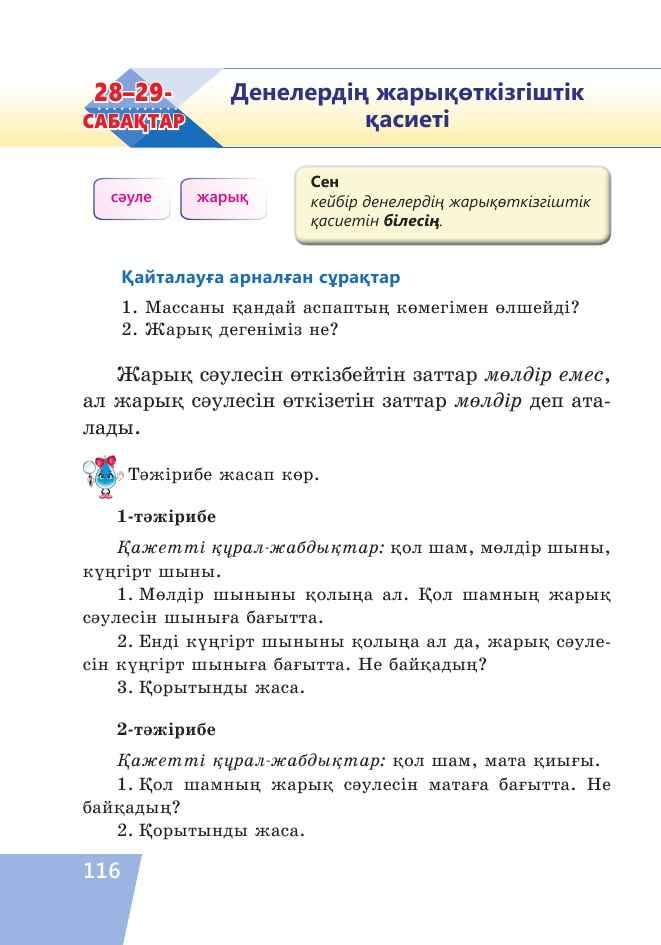 28–29-
САБАҚТАР
Денелердің жарықөткізгіштік
қасиеті
сәуле
жарық
Сен
кейбір денелердің жарықөткізгіштік
қасиетін білесің.
Қайталауға арналған сұрақтар
1. Массаны қандай аспаптың көмегімен өлшейді?
2. Жарық дегеніміз не?
Жарық сәулесін өткізбейтін заттар мөлдір емес,
ал жарық сәулесін өткізетін заттар мөлдір деп ата-
лады.
Тәжірибе жасап көр.
1-тәжірибе
Қажетті құрал-жабдықтар: қол шам, мөлдір шыны,
күңгірт шыны.
1. Мөлдір шыныны қолыңа ал. Қол шамның жарық
сәулесін шыныға бағытта.
2. Енді күңгірт шыныны қолыңа ал да, жарық сәуле-
сін күңгірт шыныға бағытта. Не байқадың?
3. Қорытынды жаса.
2-тәжірибе
Қажетті құрал-жабдықтар: қол шам, мата қиығы.
1. Қол шамның жарық сәулесін матаға бағытта. Не
байқадың?
2. Қорытынды жаса.
116